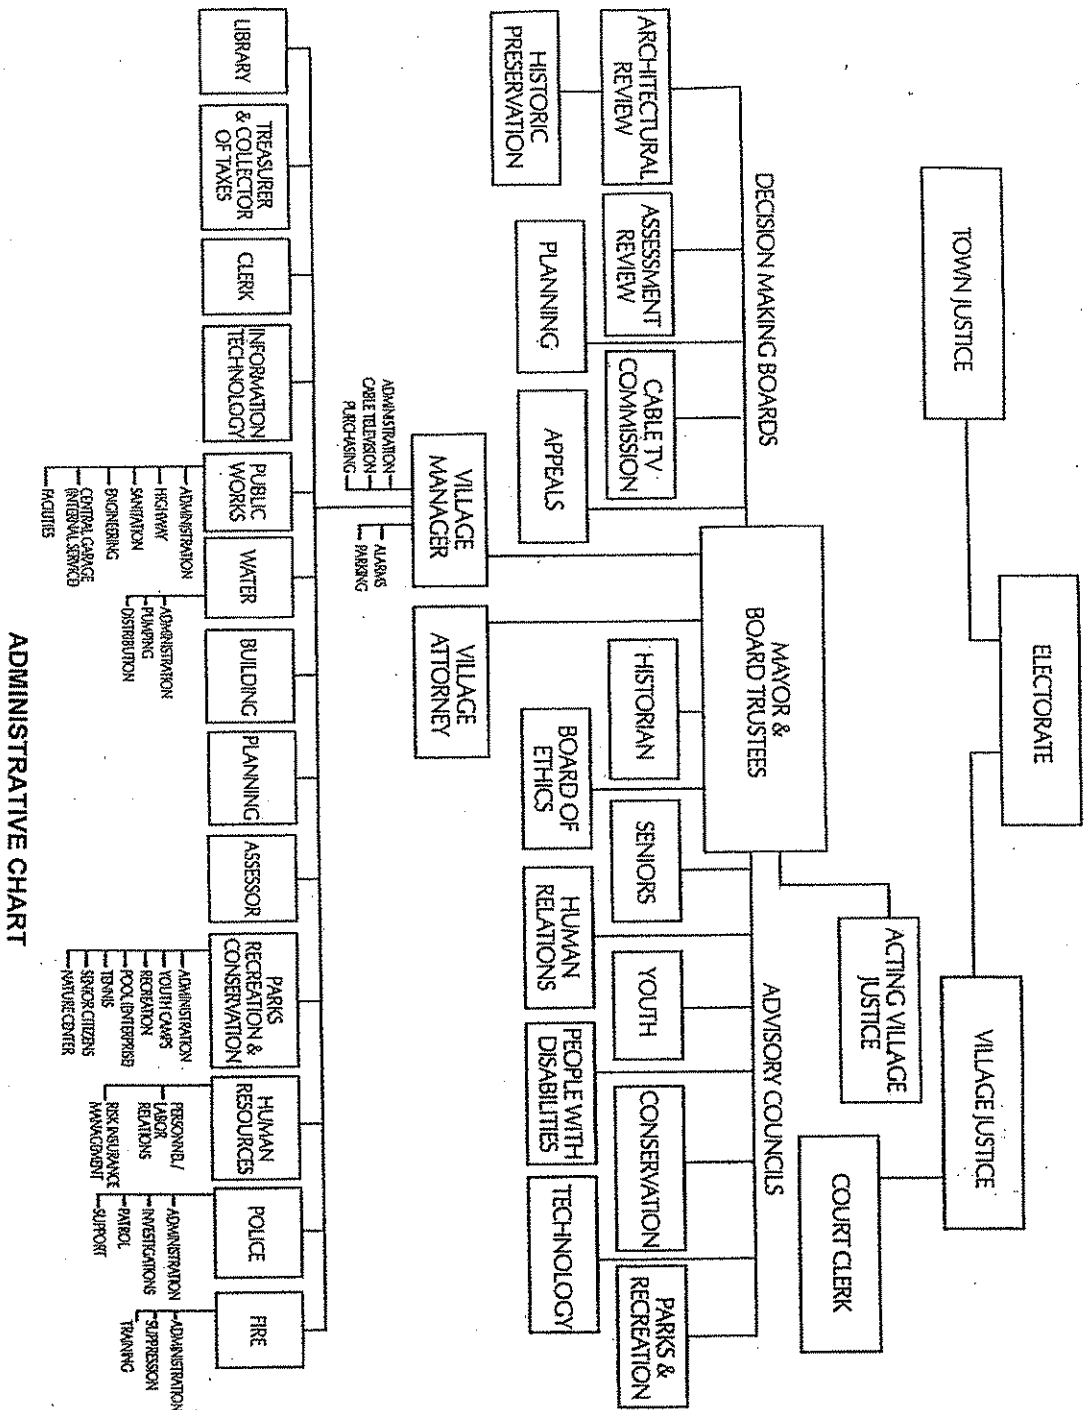 ELECTORATE
TOWN JUSTICE
VILLAGE JUSTICE
ACTING VILLAGE
JUSTICE
COURT CLERK
MAYOR &
BOARD TRUSTEES
DECISION MAKING BOARDS
ADVISORY COUNCILS
ARCHITECTURAL
REVIEW
ASSESSMENT
REVIEW
CABLE TV
COMMISSION
HISTORIC
PRESERVATION
PLANNING
APPEALS
HISTORIAN
SENIORS
YOUTH
CONSERVATION
PARKS &
RECREATION
BOARD OF
ETHICS
HUMAN
RELATIONS
PEOPLE WITH
DISABILITIES
TECHNOLOGY
VILLAGE
MANAGER
VILLAGE
ATTORNEY
ADMINISTRATION
CABLE TELEVISION
PURCHASING
ALARMS
PARKING
LIBRARY
TREASURER
& COLLECTOR
OF TAXES
CLERK
INFORMATION
TECHNOLOGY
PUBLIC
WORKS
WATER
BUILDING
PLANNING
ASSESSOR
PARKS
RECREATION &
CONSERVATION
HUMAN
RESOURCES
POLICE
FIRE
ADMINISTRATION
HIGHWAY
SANITATION
ENGINEERING
CENTRAL GARAGE
(INTERNAL SERVICE)
FACILITIES
ADMINISTRATION
PUMPING
DISTRIBUTION
ADMINISTRATION
YOUTH CAMPS
RECREATION
POOL (ENTERPRISE)
TENNIS
SENIOR CITIZENS
NATURE CENTER
PERSONNEL/
LABOR
RELATIONS
RISK INSURANCE
MANAGEMENT
ADMINISTRATION
INVESTIGATIONS
PATROL
SUPPORT
ADMINISTRATION
SUPPRESSION
TRAINING
ADMINISTRATIVE CHART